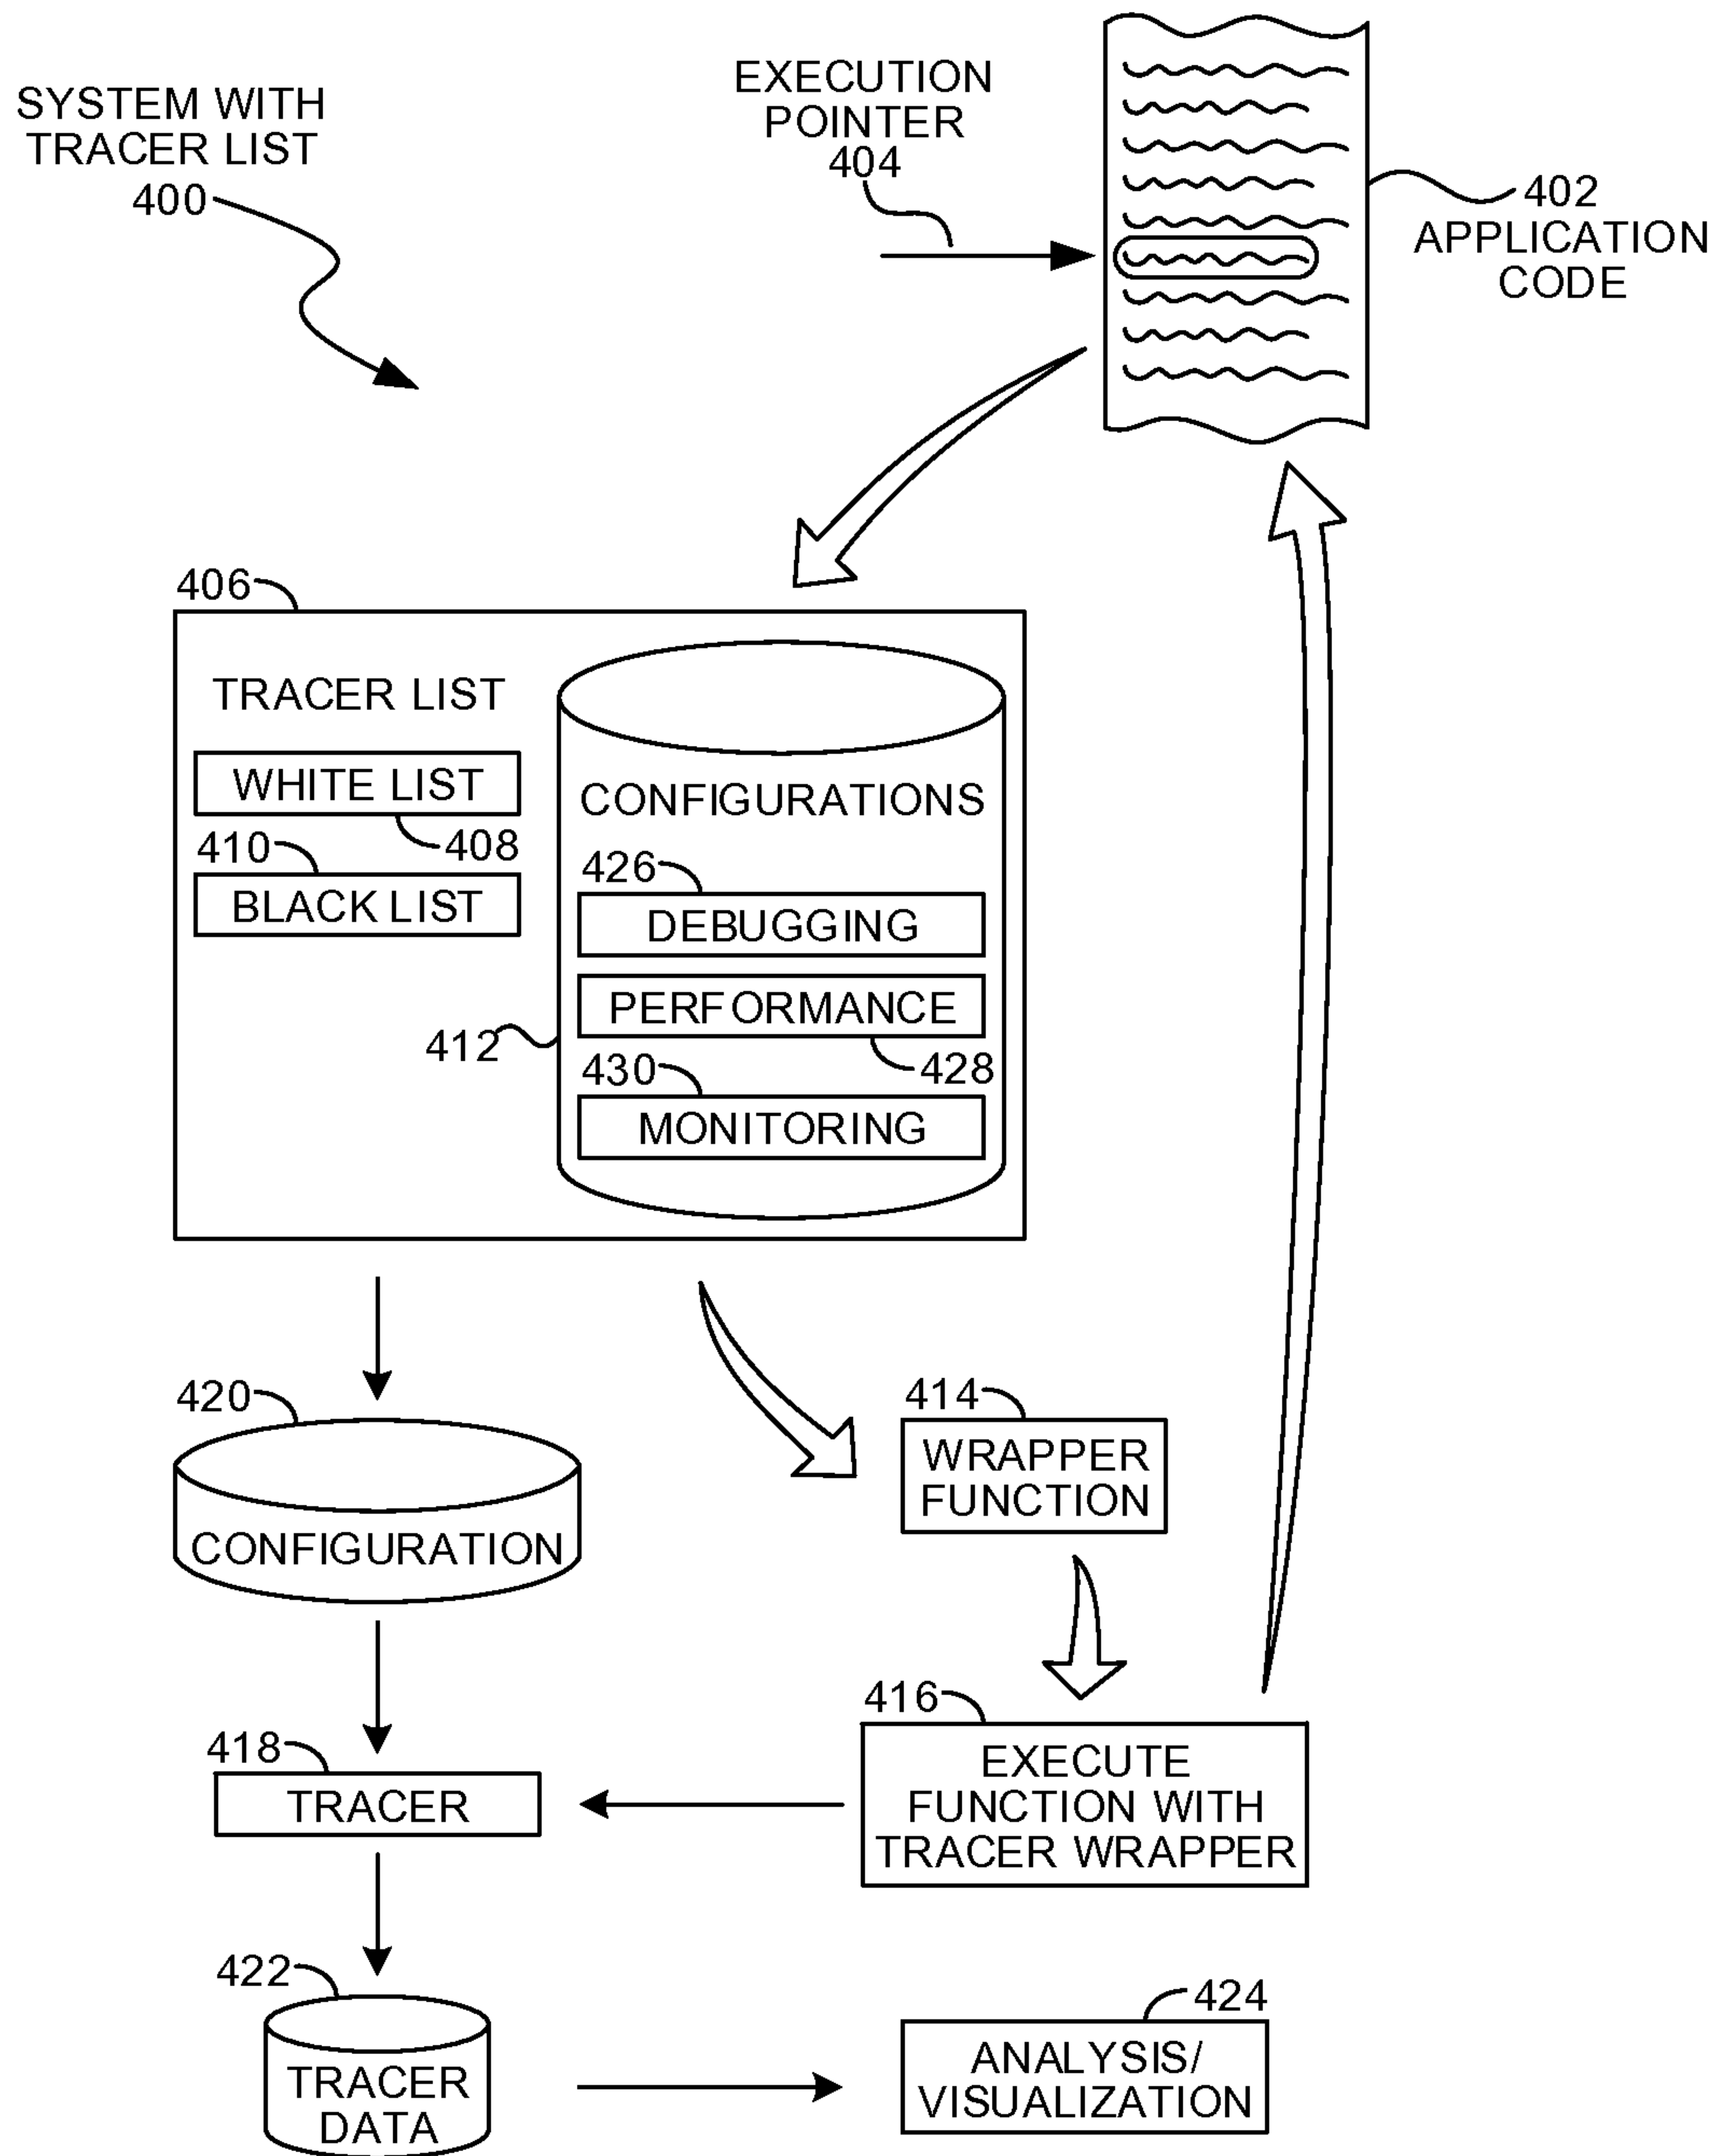 SYSTEM WITH
TRACER LIST
400
EXECUTION
POINTER
404
402
APPLICATION
CODE
406
TRACER LIST
WHITE LIST
408
410
BLACK LIST
CONFIGURATIONS
426
DEBUGGING
PERFORMANCE
412
428
430
MONITORING
420
CONFIGURATION
414
WRAPPER
FUNCTION
416
EXECUTE
FUNCTION WITH
TRACER WRAPPER
418
TRACER
422
TRACER
DATA
424
ANALYSIS/
VISUALIZATION